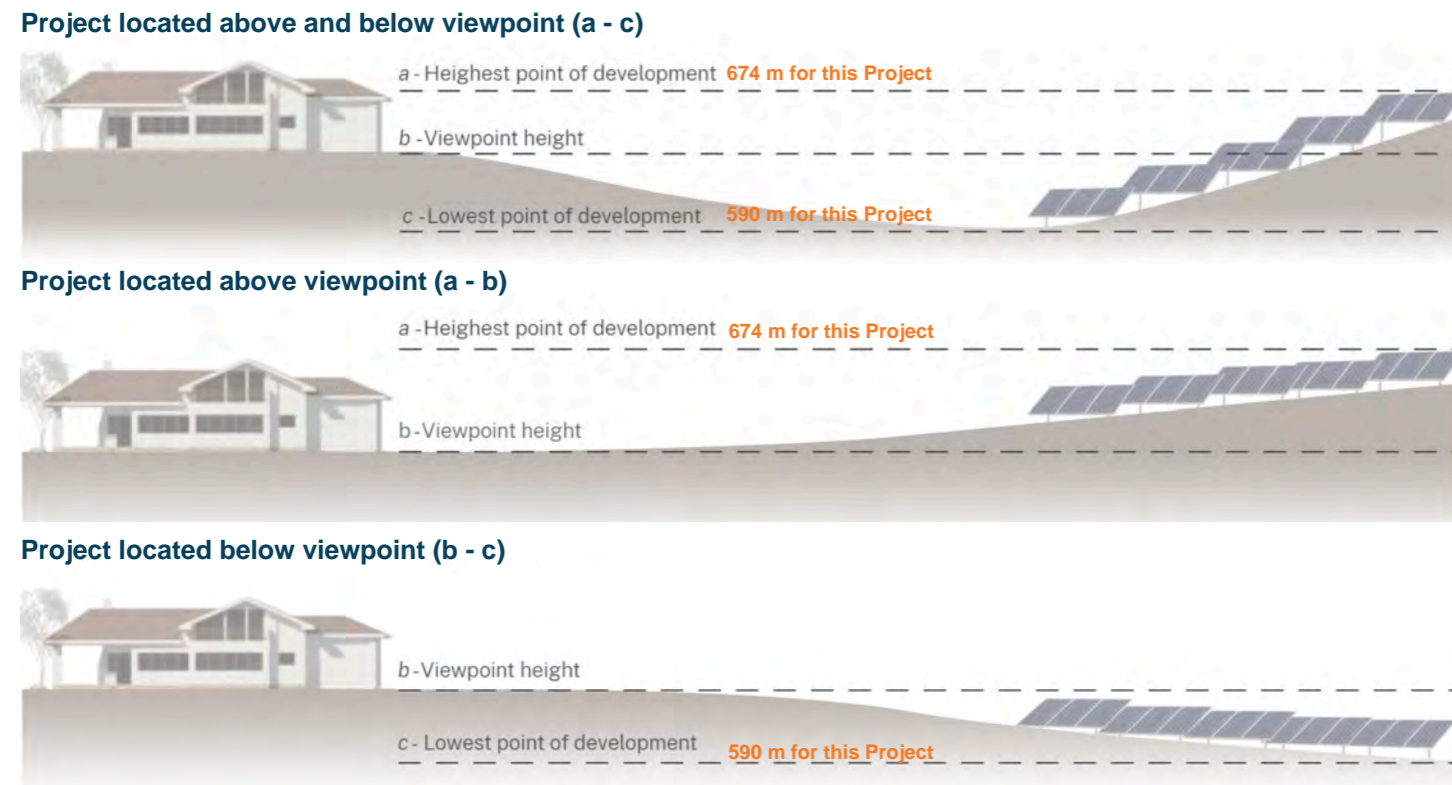 Project located above and below viewpoint (a - c)
a - Heighest point of development 674 m for this Project
b - Viewpoint height
c - Lowest point of development 590 m for this Project
Project located above viewpoint (a - b)
a - Heighest point of development 674 m for this Project
b - Viewpoint height
Project located below viewpoint (b - c)
b - Viewpoint height
c - Lowest point of development 590 m for this Project